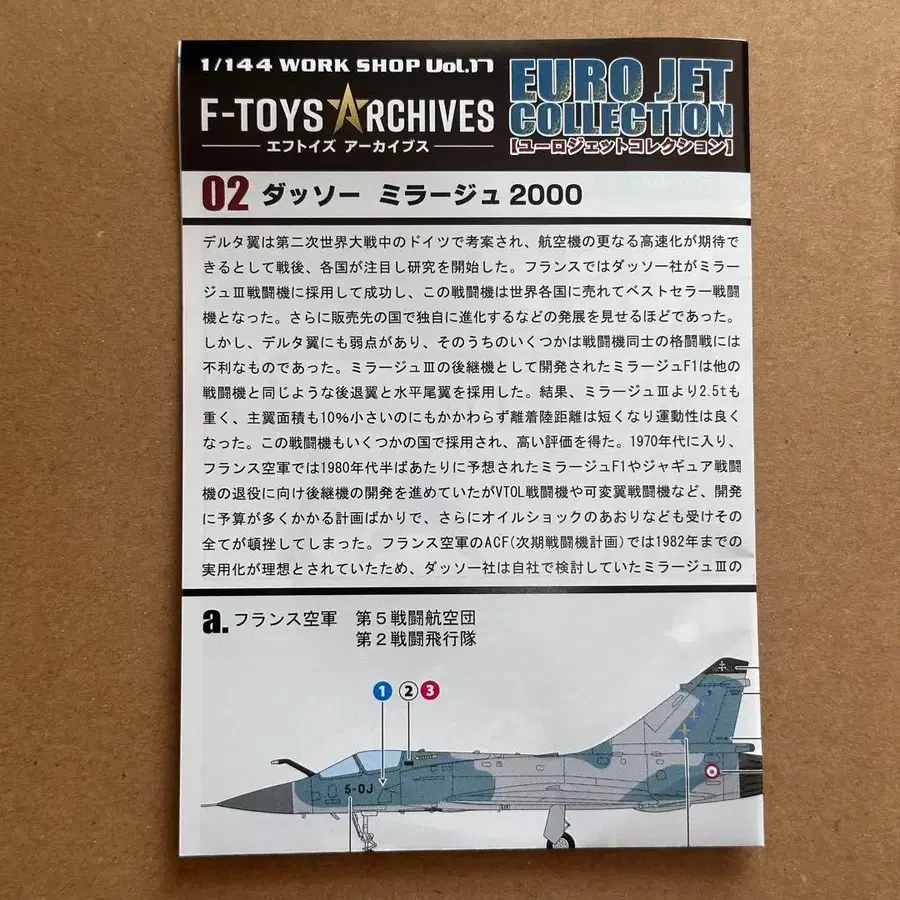 1/144 WORK SHOP Vol.17
F-TOYS ARCHIVES
エフトイズ アーカイブス
EURO JET
COLLECTION
【ユーロジェットコレクション】
02 ダッソー ミラージュ 2000
デルタ翼は第二次世界大戦中のドイツで考案され、航空機の更なる高速化が期待で
きるとして戦後、各国が注目し研究を開始した。フランスではダッソー社がミラー
ジュⅢ戦闘機に採用して成功し、この戦闘機は世界各国に売れてベストセラー戦闘
機となった。さらに販売先の国で独自に進化するなどの発展を見せるほどであった。
しかし、デルタ翼にも弱点があり、そのうちのいくつかは戦闘機同士の格闘戦には
不利なものであった。ミラージュⅢの後継機として開発されたミラージュF1は他の
戦闘機と同じような後退翼と水平尾翼を採用した。結果、ミラージュⅢより2.5tも
重く、主翼面積も10%小さいのにもかかわらず離着陸距離は短くなり運動性は良く
なった。この戦闘機もいくつかの国で採用され、高い評価を得た。1970年代に入り、
フランス空軍では1980年代半ばあたりに予想されたミラージュF1やジャギュア戦闘
機の退役に向け後継機の開発を進めていたがVTOL戦闘機や可変翼戦闘機など、開発
に予算が多くかかる計画ばかりで、さらにオイルショックのあおりなども受けその
全てが頓挫してしまった。フランス空軍のACF(次期戦闘機計画)では1982年までの
実用化が理想とされていたため、ダッソー社は自社で検討していたミラージュⅢの
a. フランス空軍 第5戦闘航空団
第2戦闘飛行隊
1 2 3
5-OJ